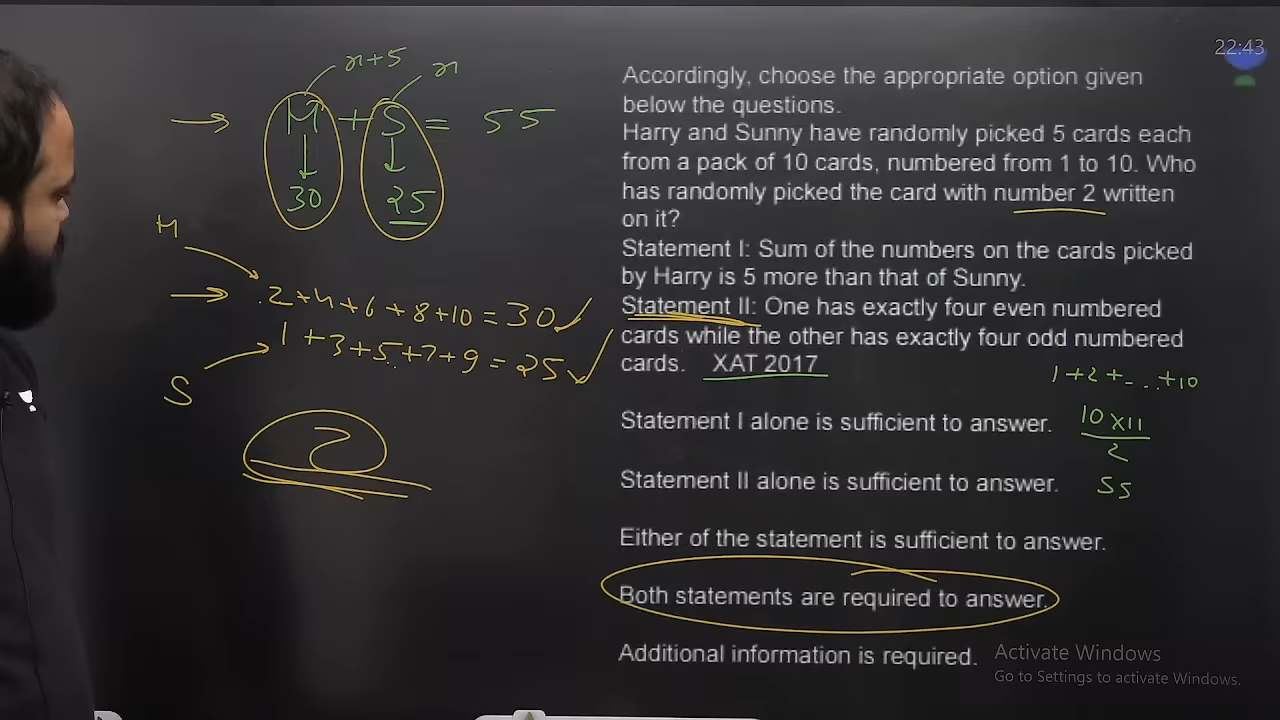 22:43
n+5
n
H + S = 55
30 25
H
2+4+6+8+10 = 30
1+3+5+7+9 = 25
S
2
Accordingly, choose the appropriate option given
below the questions.
Harry and Sunny have randomly picked 5 cards each
from a pack of 10 cards, numbered from 1 to 10. Who
has randomly picked the card with number 2 written
on it?
Statement I: Sum of the numbers on the cards picked
by Harry is 5 more than that of Sunny.
Statement II: One has exactly four even numbered
cards while the other has exactly four odd numbered
cards. XAT 2017
1+2+...+10
Statement I alone is sufficient to answer.
10x11
2
Statement II alone is sufficient to answer.
55
Either of the statement is sufficient to answer.
Both statements are required to answer.
Additional information is required.
Activate Windows
Go to Settings to activate Windows.